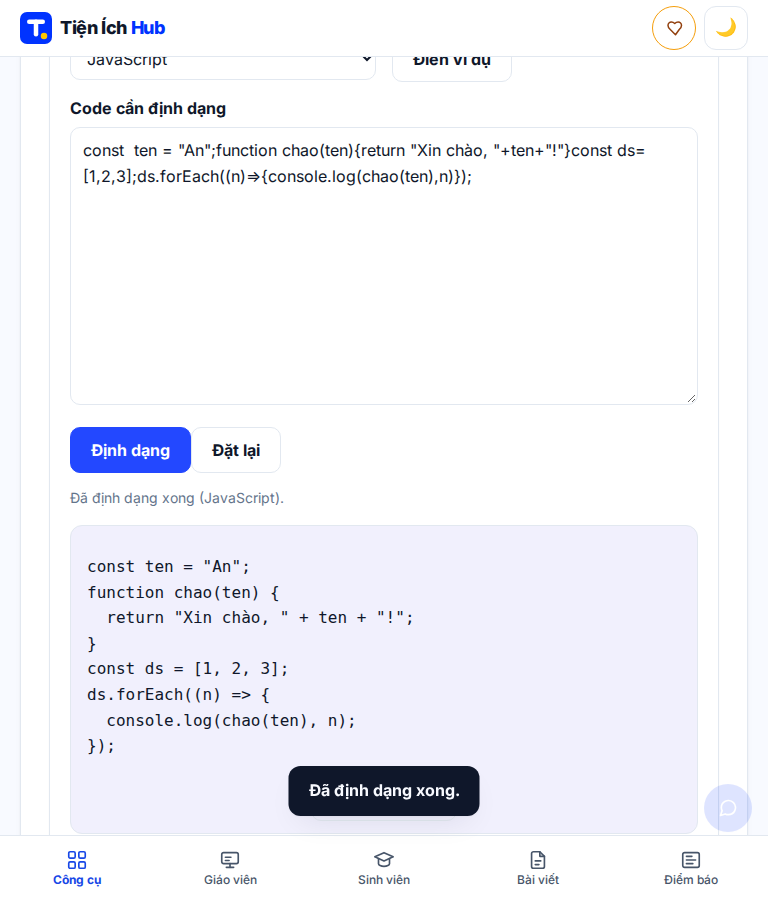 Tiện Ích Hub
JavaScript
Điền ví dụ
Code cần định dạng
const  ten = "An";function chao(ten){return "Xin chào, "+ten+"!"}const ds=
[1,2,3];ds.forEach((n)=>{console.log(chao(ten),n)});
Định dạng
Đặt lại
Đã định dạng xong (JavaScript).
const ten = "An";
function chao(ten) {
  return "Xin chào, " + ten + "!";
}
const ds = [1, 2, 3];
ds.forEach((n) => {
  console.log(chao(ten), n);
});
Đã định dạng xong.
Công cụ
Giáo viên
Sinh viên
Bài viết
Điểm báo